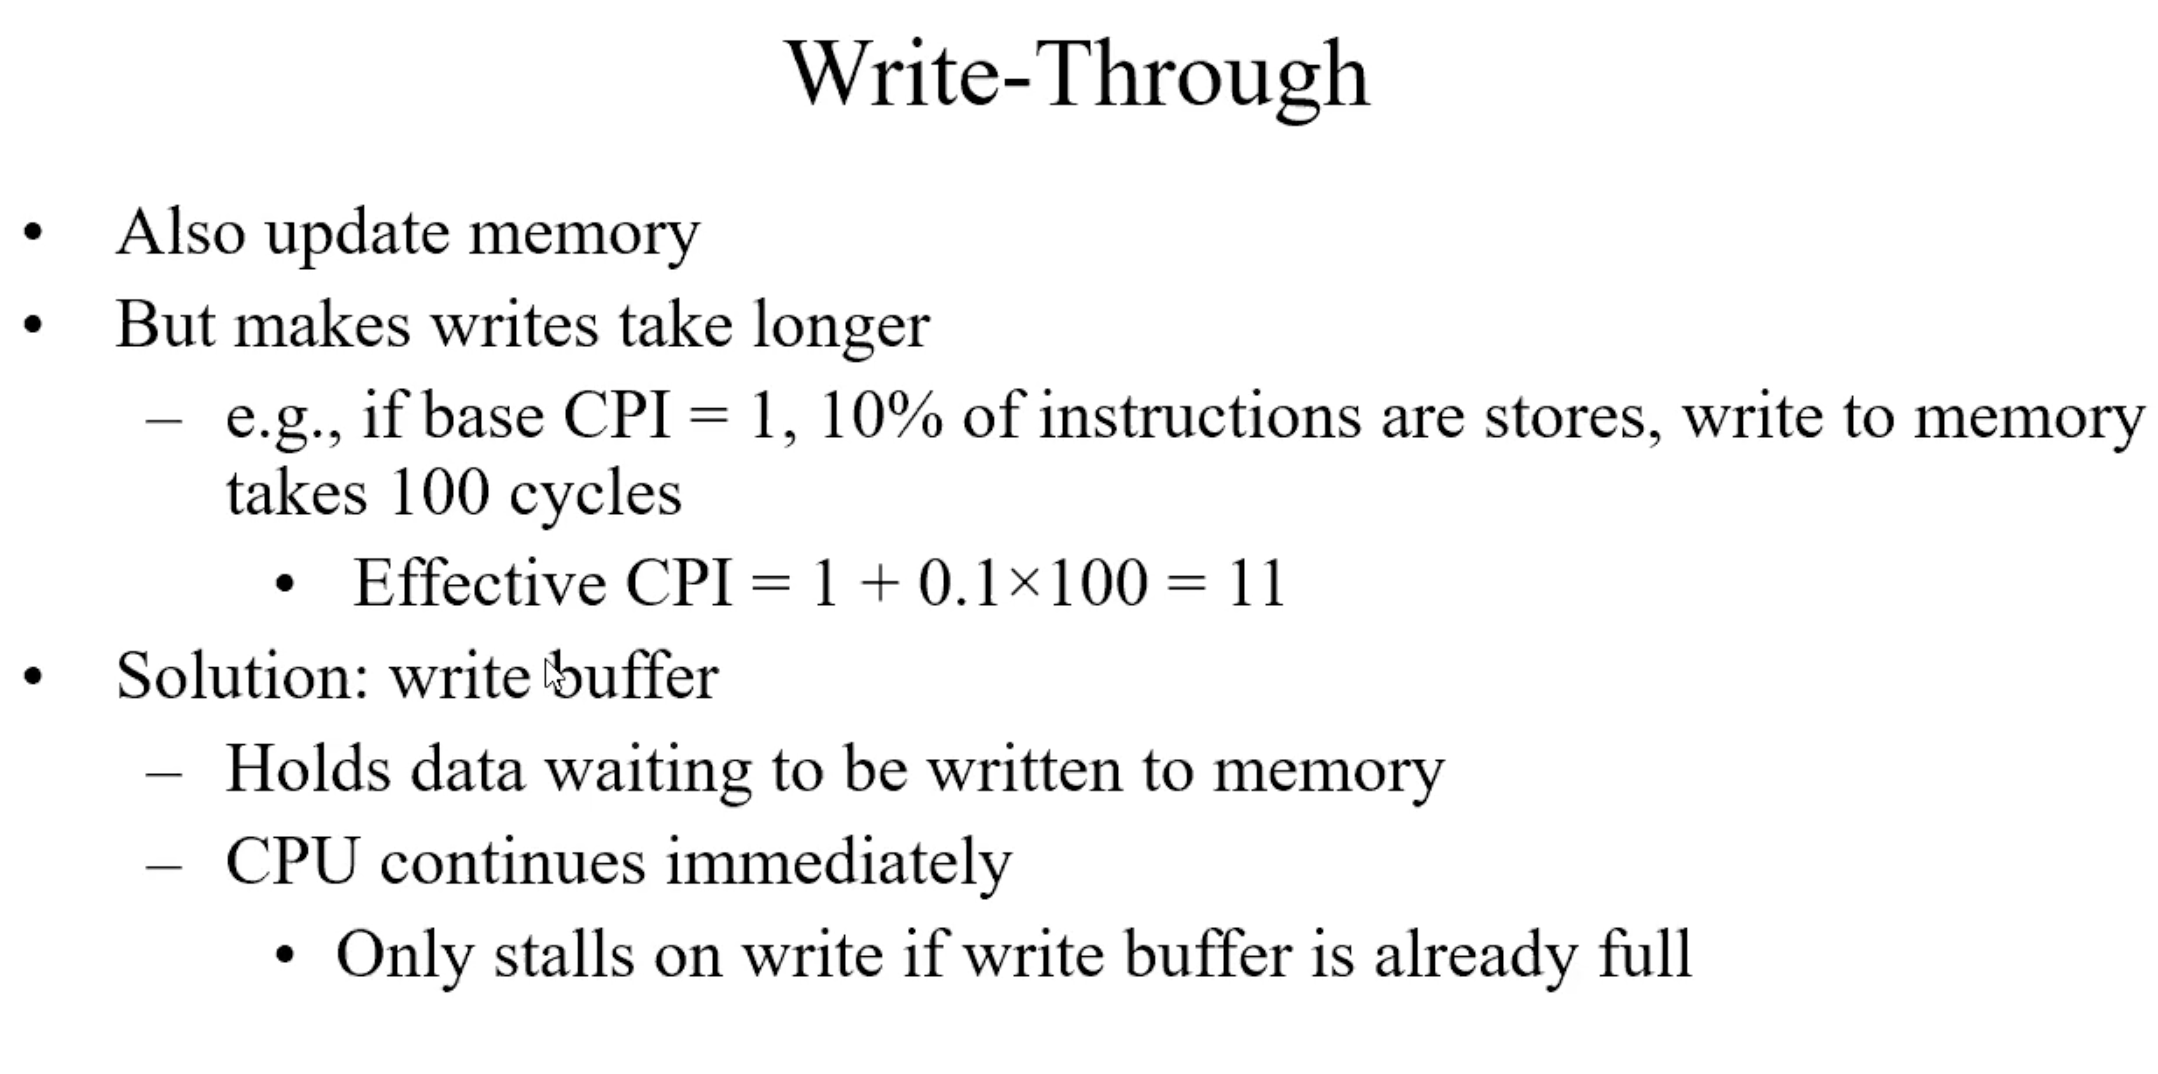 Write-Through
• Also update memory
• But makes writes take longer
– e.g., if base CPI = 1, 10% of instructions are stores, write to memory
takes 100 cycles
• Effective CPI = 1 + 0.1×100 = 11
• Solution: write buffer
– Holds data waiting to be written to memory
– CPU continues immediately
• Only stalls on write if write buffer is already full